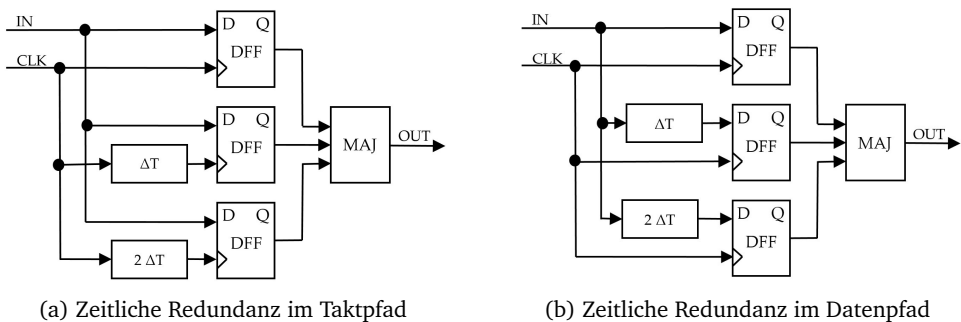 IN
D Q
DFF
CLK
D Q
DFF
ΔT
MAJ
OUT
D Q
DFF
2 ΔT
(a) Zeitliche Redundanz im Taktpfad
IN
D Q
DFF
CLK
ΔT
D Q
DFF
MAJ
OUT
2 ΔT
D Q
DFF
(b) Zeitliche Redundanz im Datenpfad